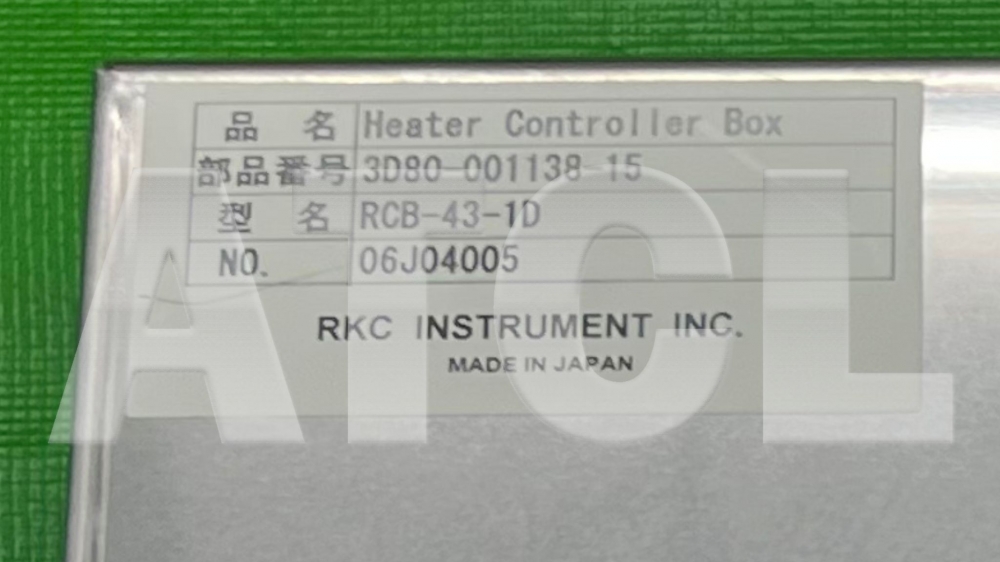 品 名 Heater Controller Box
部品番号 3D80-001138-15
型 名 RCB-43-1D
NO. 06J04005
RKC INSTRUMENT INC.
MADE IN JAPAN
ATCL